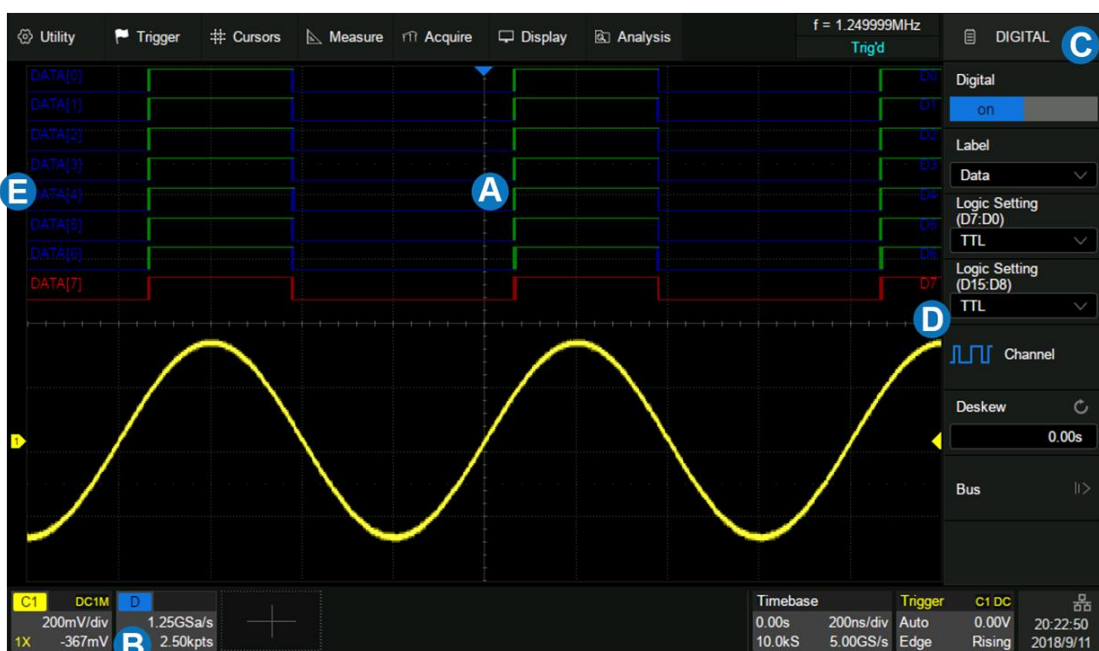 Utility Trigger Cursors Measure Acquire Display Analysis
f = 1.249999MHz
Trig'd
DIGITAL
C
DATA[0] D0
DATA[1] D1
DATA[2] D2
DATA[3] D3
DATA[4] D4
DATA[5] D5
DATA[6] D6
DATA[7] D7
E
A
Digital
on
Label
Data
Logic Setting
(D7:D0)
TTL
Logic Setting
(D15:D8)
TTL
D
Channel
Deskew
0.00s
Bus
1
C1 DC1M
200mV/div
1X -367mV
D
1.25GSa/s
B 2.50kpts
Timebase
0.00s 200ns/div
10.0kS 5.00GS/s
Trigger C1 DC
Auto 0.00V
Edge Rising
20:22:50
2018/9/11